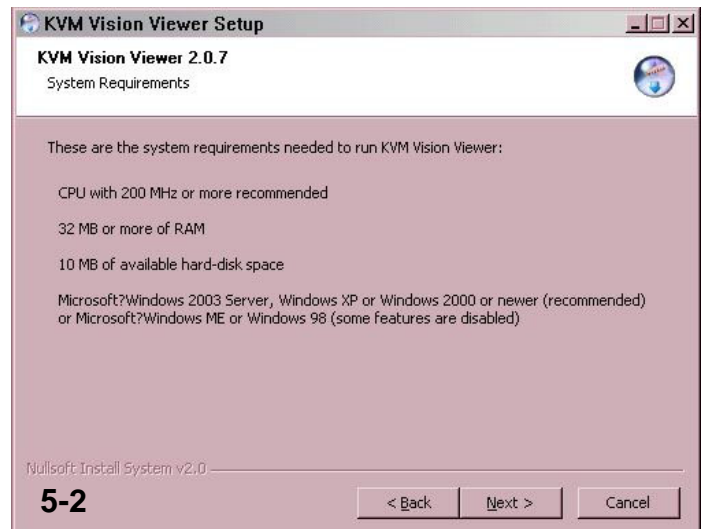 KVM Vision Viewer Setup
KVM Vision Viewer 2.0.7
System Requirements
These are the system requirements needed to run KVM Vision Viewer:
CPU with 200 MHz or more recommended
32 MB or more of RAM
10 MB of available hard-disk space
Microsoft?Windows 2003 Server, Windows XP or Windows 2000 or newer (recommended)
or Microsoft?Windows ME or Windows 98 (some features are disabled)
Nullsoft Install System v2.0
5-2
< Back
Next >
Cancel